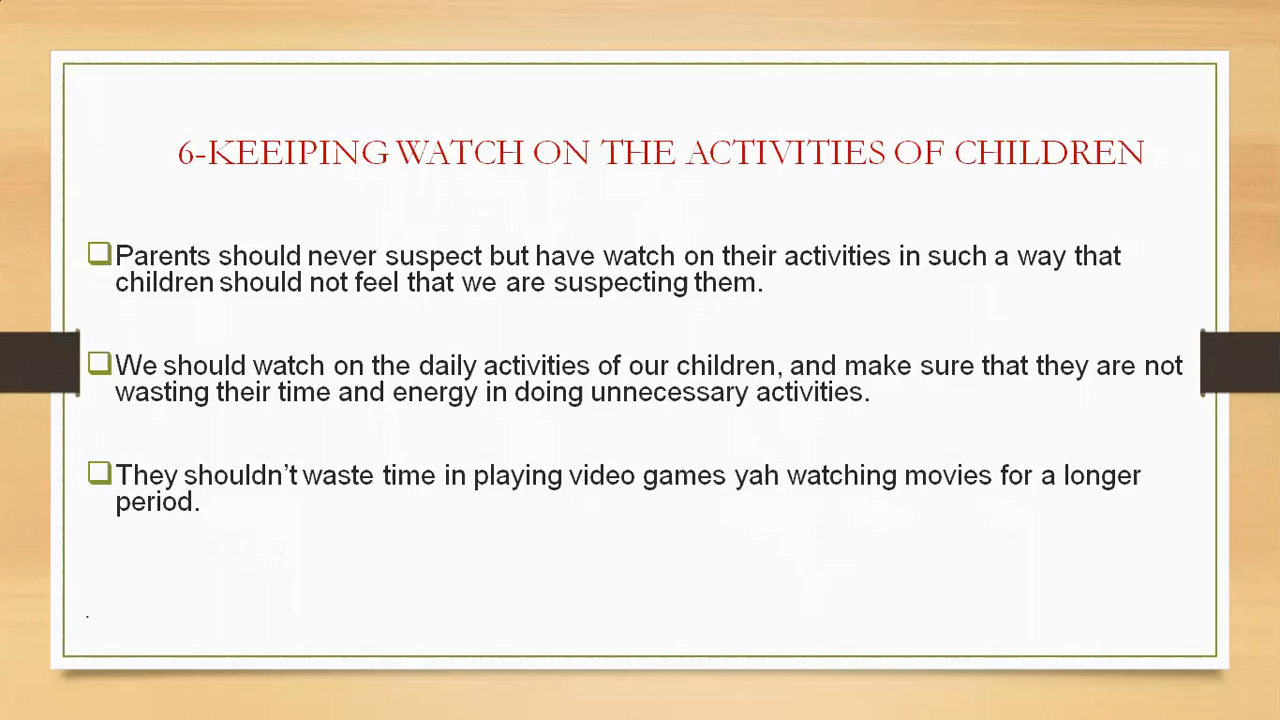 6-KEEIPING WATCH ON THE ACTIVITIES OF CHILDREN
Parents should never suspect but have watch on their activities in such a way that
children should not feel that we are suspecting them.
We should watch on the daily activities of our children, and make sure that they are not
wasting their time and energy in doing unnecessary activities.
They shouldn’t waste time in playing video games yah watching movies for a longer
period.
.